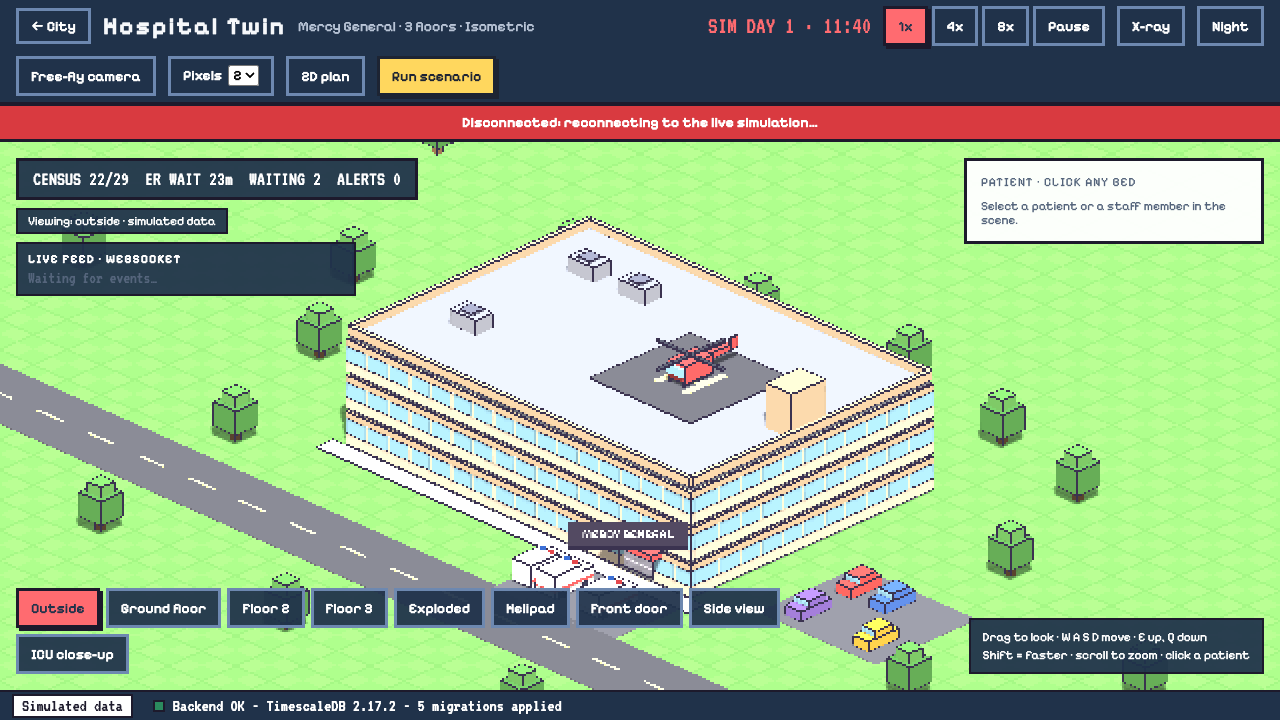 ← City
Hospital Twin
Mercy General · 3 floors · Isometric
SIM DAY 1 · 11:40
1x
4x
8x
Pause
X-ray
Night
Free-fly camera
Pixels 2
2D plan
Run scenario
Disconnected: reconnecting to the live simulation…
CENSUS 22/29 ER WAIT 23m WAITING 2 ALERTS 0
Viewing: outside · simulated data
LIVE FEED · WEBSOCKET
Waiting for events…
PATIENT · CLICK ANY BED
Select a patient or a staff member in the
scene.
MERCY GENERAL
Outside
Ground floor
Floor 2
Floor 3
Exploded
Helipad
Front door
Side view
ICU close-up
Drag to look · W A S D move · E up, Q down
Shift = faster · scroll to zoom · click a patient
Simulated data
Backend OK - TimescaleDB 2.17.2 - 5 migrations applied